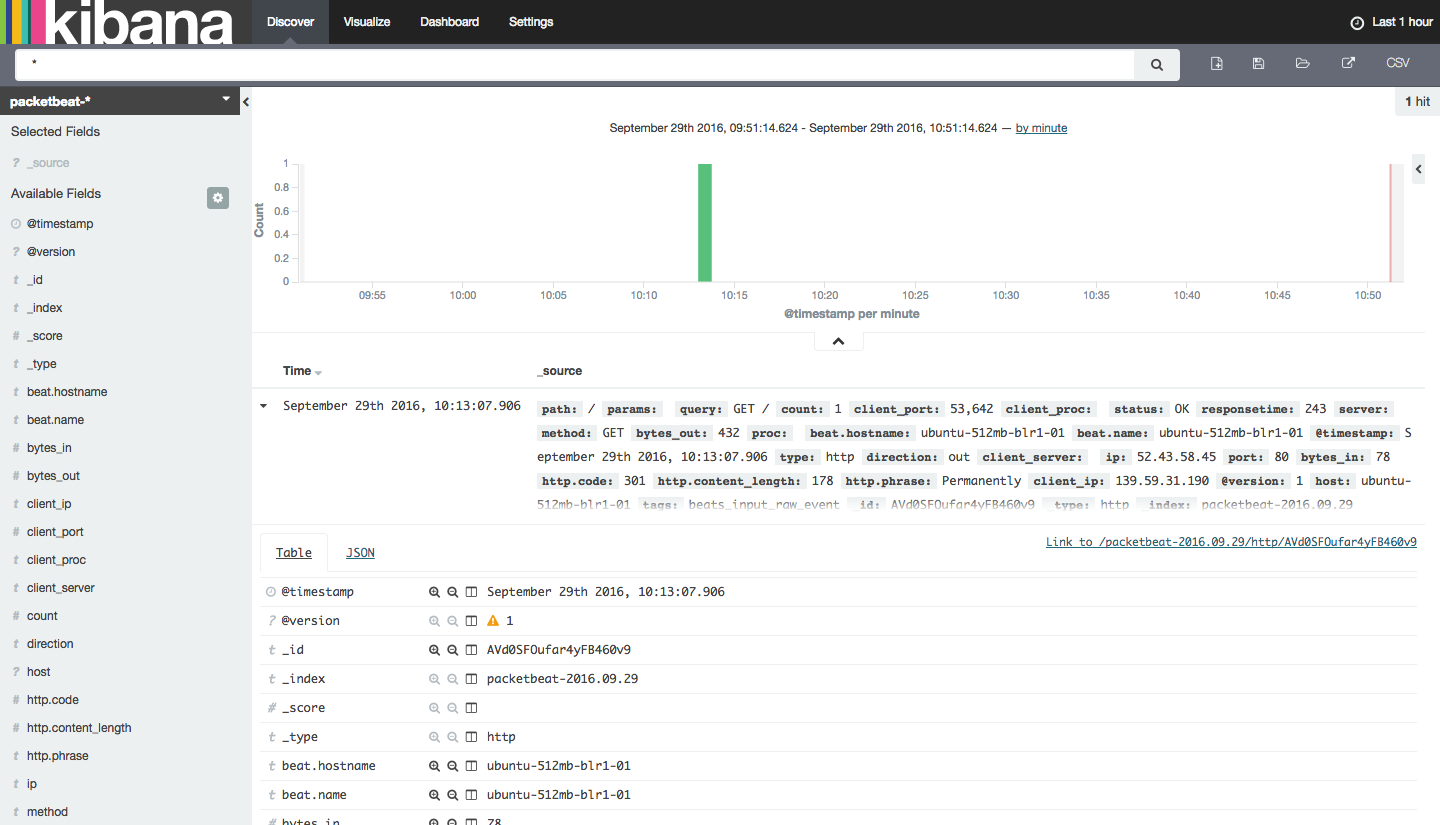 kibana
Discover Visualize Dashboard Settings
Last 1 hour
*
CSV
packetbeat-*
1 hit
Selected Fields
? _source
Available Fields
@timestamp
? @version
t _id
t _index
# _score
t _type
t beat.hostname
t beat.name
# bytes_in
# bytes_out
t client_ip
# client_port
t client_proc
t client_server
# count
t direction
? host
# http.code
# http.content_length
t http.phrase
t ip
t method
September 29th 2016, 09:51:14.624 - September 29th 2016, 10:51:14.624 — by minute
Count
1
0.8
0.6
0.4
0.2
0
09:55 10:00 10:05 10:10 10:15 10:20 10:25 10:30 10:35 10:40 10:45 10:50
@timestamp per minute
Time _source
September 29th 2016, 10:13:07.906
path: / params: query: GET / count: 1 client_port: 53,642 client_proc: status: OK responsetime: 243 server:
method: GET bytes_out: 432 proc: beat.hostname: ubuntu-512mb-blr1-01 beat.name: ubuntu-512mb-blr1-01 @timestamp: S
eptember 29th 2016, 10:13:07.906 type: http direction: out client_server: ip: 52.43.58.45 port: 80 bytes_in: 78
http.code: 301 http.content_length: 178 http.phrase: Permanently client_ip: 139.59.31.190 @version: 1 host: ubuntu-
512mb-blr1-01 tags: beats_input_raw_event _id: AVd0SFOufar4yFB460v9 _type: http _index: packetbeat-2016.09.29
Table JSON
Link to /packetbeat-2016.09.29/http/AVd0SFOufar4yFB460v9
@timestamp September 29th 2016, 10:13:07.906
? @version 1
t _id AVd0SFOufar4yFB460v9
t _index packetbeat-2016.09.29
# _score
t _type http
t beat.hostname ubuntu-512mb-blr1-01
t beat.name ubuntu-512mb-blr1-01
# bytes_in 78